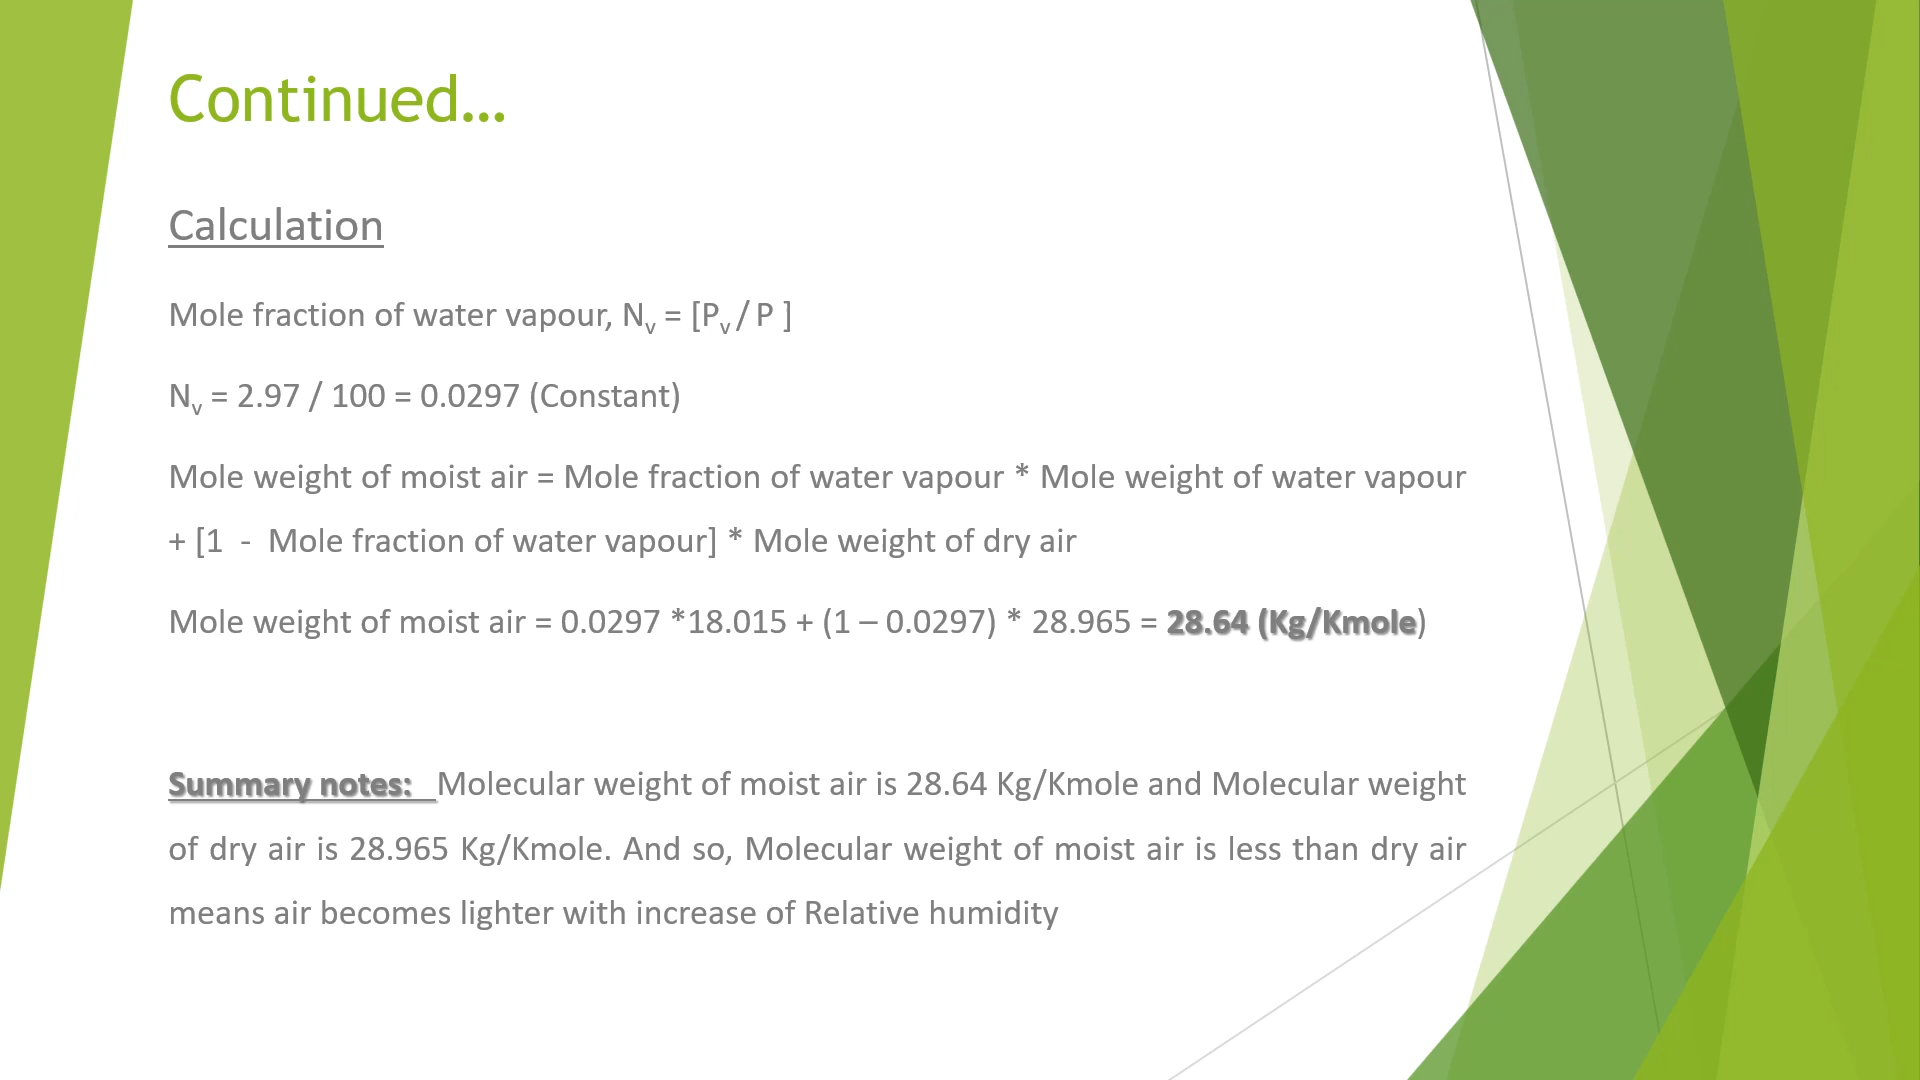 Continued...
Calculation
Mole fraction of water vapour, Nᵥ = [Pᵥ / P ]
Nᵥ = 2.97 / 100 = 0.0297 (Constant)
Mole weight of moist air = Mole fraction of water vapour * Mole weight of water vapour
+ [1 - Mole fraction of water vapour] * Mole weight of dry air
Mole weight of moist air = 0.0297 *18.015 + (1 – 0.0297) * 28.965 = 28.64 (Kg/Kmole)
Summary notes: Molecular weight of moist air is 28.64 Kg/Kmole and Molecular weight
of dry air is 28.965 Kg/Kmole. And so, Molecular weight of moist air is less than dry air
means air becomes lighter with increase of Relative humidity